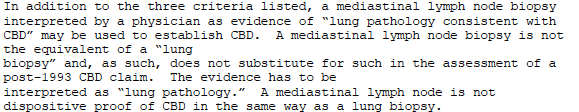 In addition to the three criteria listed, a mediastinal lymph node biopsy
interpreted by a physician as evidence of "lung pathology consistent with
CBD" may be used to establish CBD.  A mediastinal lymph node biopsy is not
the equivalent of a "lung
biopsy" and, as such, does not substitute for such in the assessment of a
post-1993 CBD claim.  The evidence has to be
interpreted as "lung pathology."  A mediastinal lymph node is not
dispositive proof of CBD in the same way as a lung biopsy.